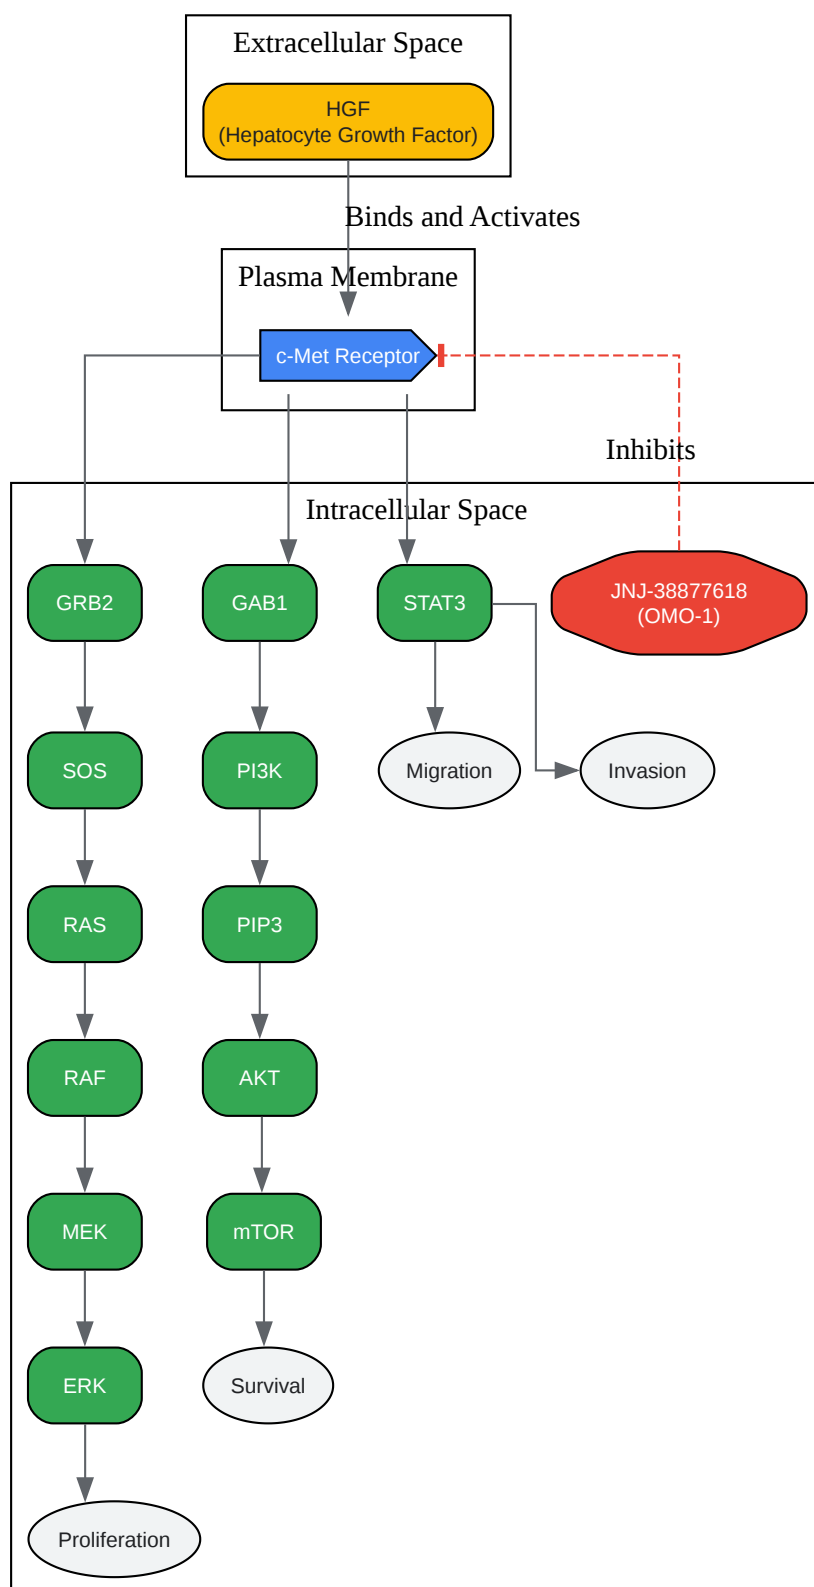 Extracellular Space
HGF
(Hepatocyte Growth Factor)
Binds and Activates
Plasma Membrane
c-Met Receptor
Inhibits
Intracellular Space
GRB2
GAB1
STAT3
JNJ-38877618
(OMO-1)
SOS
PI3K
Migration
Invasion
RAS
PIP3
RAF
AKT
MEK
mTOR
ERK
Survival
Proliferation